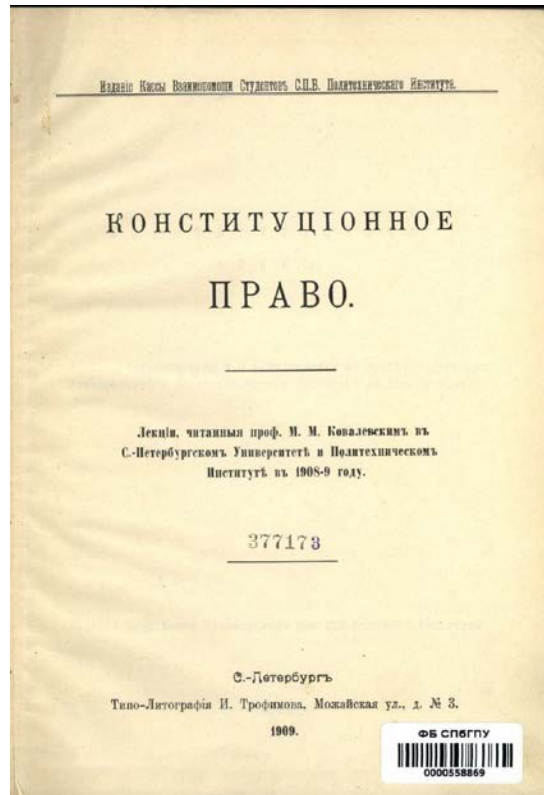 Изданіе Кассы Взаимопомощи Студентовъ С.П.Б. Политехническаго Института.
КОНСТИТУЦІОННОЕ
ПРАВО.
Лекціи, читанныя проф. М. М. Ковалевскимъ въ
С.-Петербургскомъ Университетѣ и Политехническомъ
Институтѣ въ 1908-9 году.
377173
С.-Петербургъ
Типо-Литографія И. Трофимова, Можайская ул., д. № 3.
1909.
ФБ СПбГПУ
0000558869